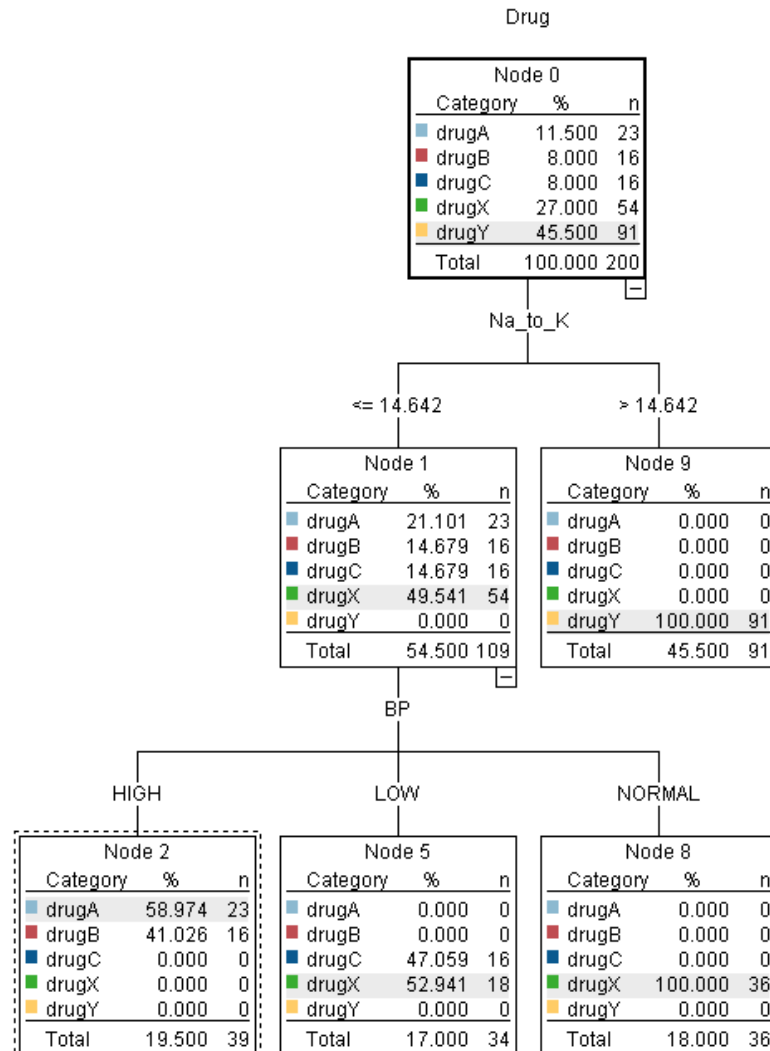 Drug
Node 0
Category % n
drugA 11.500 23
drugB 8.000 16
drugC 8.000 16
drugX 27.000 54
drugY 45.500 91
Total 100.000 200
Na_to_K
<= 14.642
> 14.642
Node 1
Category % n
drugA 21.101 23
drugB 14.679 16
drugC 14.679 16
drugX 49.541 54
drugY 0.000 0
Total 54.500 109
Node 9
Category % n
drugA 0.000 0
drugB 0.000 0
drugC 0.000 0
drugX 0.000 0
drugY 100.000 91
Total 45.500 91
BP
HIGH
LOW
NORMAL
Node 2
Category % n
drugA 58.974 23
drugB 41.026 16
drugC 0.000 0
drugX 0.000 0
drugY 0.000 0
Total 19.500 39
Node 5
Category % n
drugA 0.000 0
drugB 0.000 0
drugC 47.059 16
drugX 52.941 18
drugY 0.000 0
Total 17.000 34
Node 8
Category % n
drugA 0.000 0
drugB 0.000 0
drugC 0.000 0
drugX 100.000 36
drugY 0.000 0
Total 18.000 36